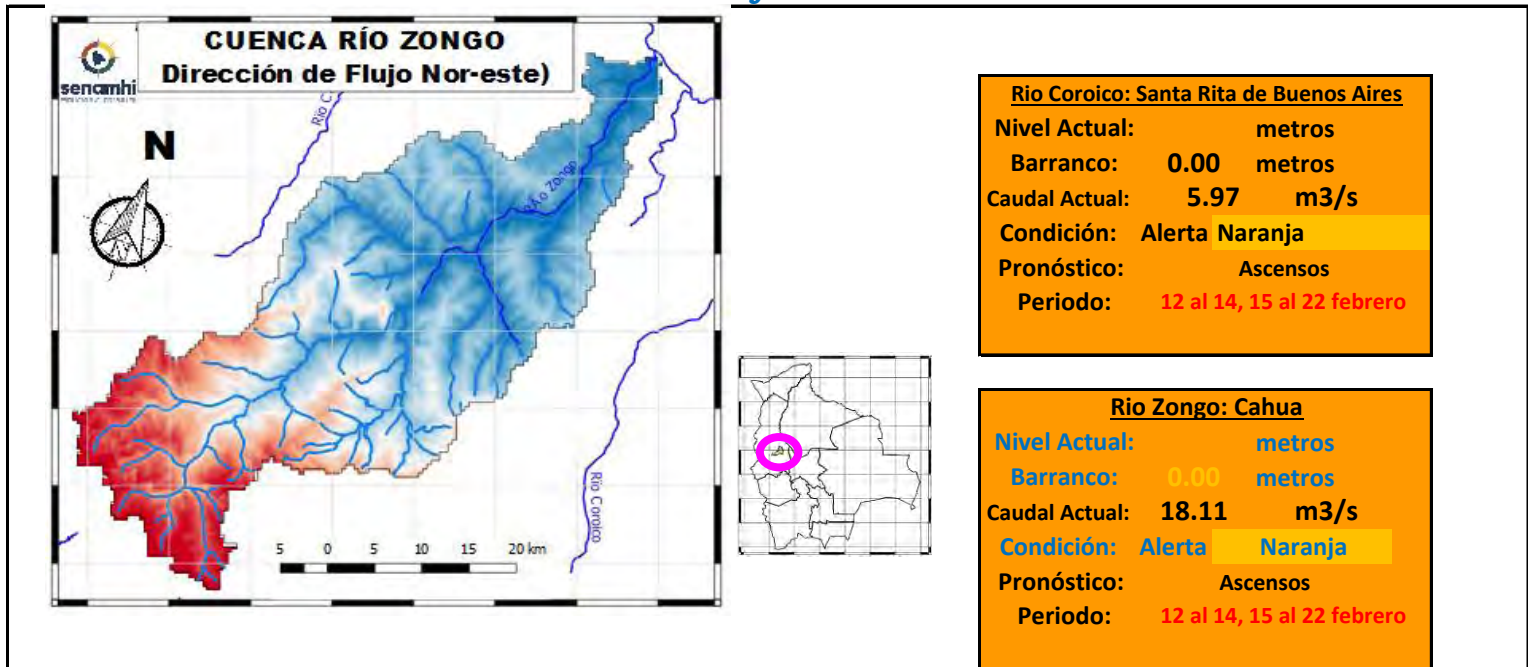 CUENCA RÍO ZONGO
Dirección de Flujo Nor-este)
senamhi
N
Río C
RÃ­o Zongo
Río Coroico
5 0 5 10 15 20 km
Rio Coroico: Santa Rita de Buenos Aires
Nivel Actual: metros
Barranco: 0.00 metros
Caudal Actual: 5.97 m3/s
Condición: Alerta Naranja
Pronóstico: Ascensos
Periodo: 12 al 14, 15 al 22 febrero
Rio Zongo: Cahua
Nivel Actual: metros
Barranco: 0.00 metros
Caudal Actual: 18.11 m3/s
Condición: Alerta Naranja
Pronóstico: Ascensos
Periodo: 12 al 14, 15 al 22 febrero